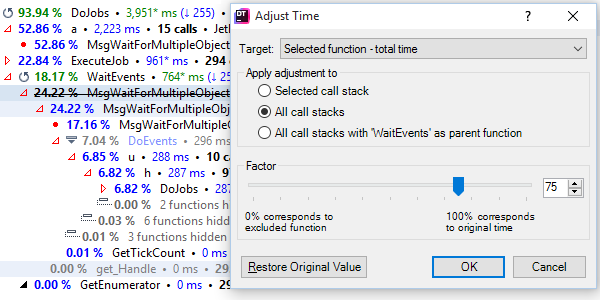 93.94 % DoJobs • 3,951* ms (↓ 255) •
52.86 % a • 2,223 ms • 15 calls • Jetl
52.86 % MsgWaitForMultipleObject
22.84 % ExecuteJob • 961* ms • 294
18.17 % WaitEvents • 764* ms (↓ 25
24.22 % MsgWaitForMultipleObject
24.22 % MsgWaitForMultipleObj
17.16 % MsgWaitForMultiple
7.04 % DoEvents • 296 ms
6.85 % u • 288 ms • 10 ca
6.82 % h • 287 ms • 9
6.82 % DoJobs • 287
0.00 % 2 functions hi
0.03 % 6 functions hidd
0.01 % 3 functions hidden
0.01 % GetTickCount • 0 ms
0.00 % get_Handle • 0 ms • 29
0.00 % GetEnumerator • 0 ms •
DT Adjust Time
Target: Selected function - total time
Apply adjustment to
Selected call stack
All call stacks
All call stacks with 'WaitEvents' as parent function
Factor
75
0% corresponds to
excluded function
100% corresponds
to original time
Restore Original Value
OK
Cancel